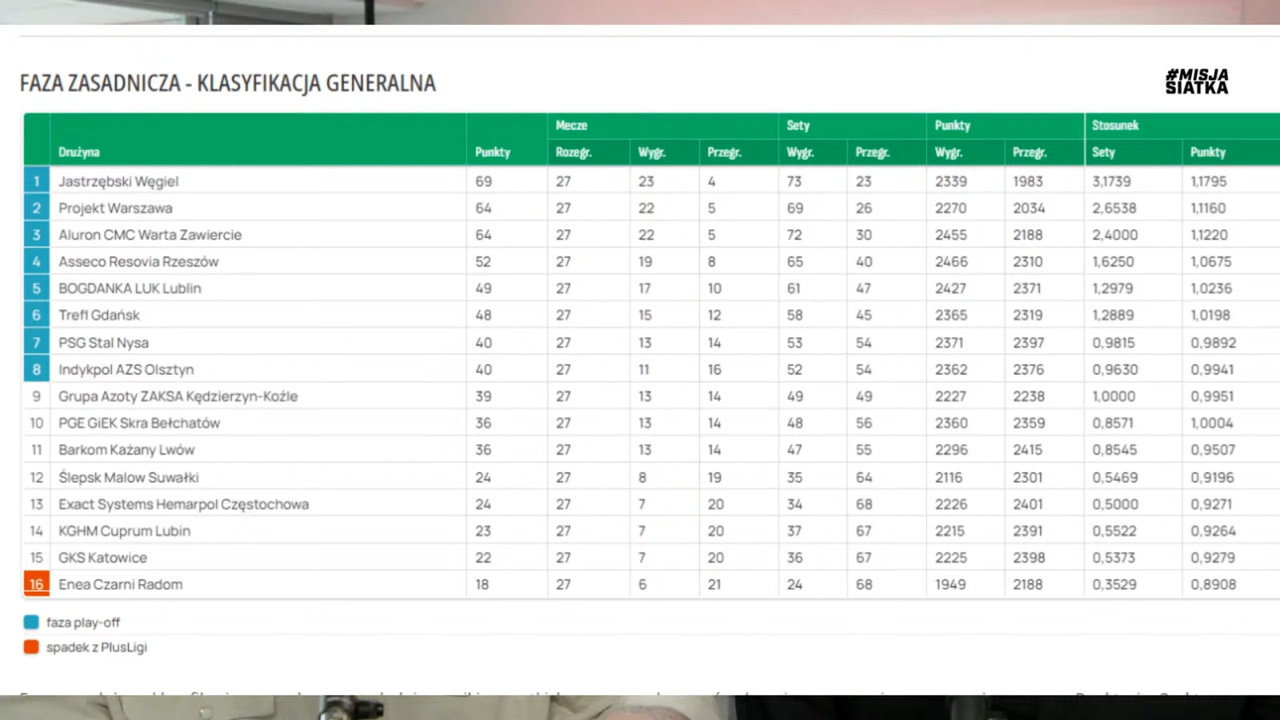 FAZA ZASADNICZA - KLASYFIKACJA GENERALNA
#MISJA
SIATKA
Mecze Sety Punkty Stosunek
Drużyna Punkty Rozegr. Wygr. Przegr. Wygr. Przegr. Wygr. Przegr. Sety Punkty
1 Jastrzębski Węgiel 69 27 23 4 73 23 2339 1983 3,1739 1,1795
2 Projekt Warszawa 64 27 22 5 69 26 2270 2034 2,6538 1,1160
3 Aluron CMC Warta Zawiercie 64 27 22 5 72 30 2455 2188 2,4000 1,1220
4 Asseco Resovia Rzeszów 52 27 19 8 65 40 2466 2310 1,6250 1,0675
5 BOGDANKA LUK Lublin 49 27 17 10 61 47 2427 2371 1,2979 1,0236
6 Trefl Gdańsk 48 27 15 12 58 45 2365 2319 1,2889 1,0198
7 PSG Stal Nysa 40 27 13 14 53 54 2371 2397 0,9815 0,9892
8 Indykpol AZS Olsztyn 40 27 11 16 52 54 2362 2376 0,9630 0,9941
9 Grupa Azoty ZAKSA Kędzierzyn-Koźle 39 27 13 14 49 49 2227 2238 1,0000 0,9951
10 PGE GiEK Skra Bełchatów 36 27 13 14 48 56 2360 2359 0,8571 1,0004
11 Barkom Każany Lwów 36 27 13 14 47 55 2296 2415 0,8545 0,9507
12 Ślepsk Malow Suwałki 24 27 8 19 35 64 2116 2301 0,5469 0,9196
13 Exact Systems Hemarpol Częstochowa 24 27 7 20 34 68 2226 2401 0,5000 0,9271
14 KGHM Cuprum Lubin 23 27 7 20 37 67 2215 2391 0,5522 0,9264
15 GKS Katowice 22 27 7 20 36 67 2225 2398 0,5373 0,9279
16 Enea Czarni Radom 18 27 6 21 24 68 1949 2188 0,3529 0,8908
faza play-off
spadek z PlusLigi